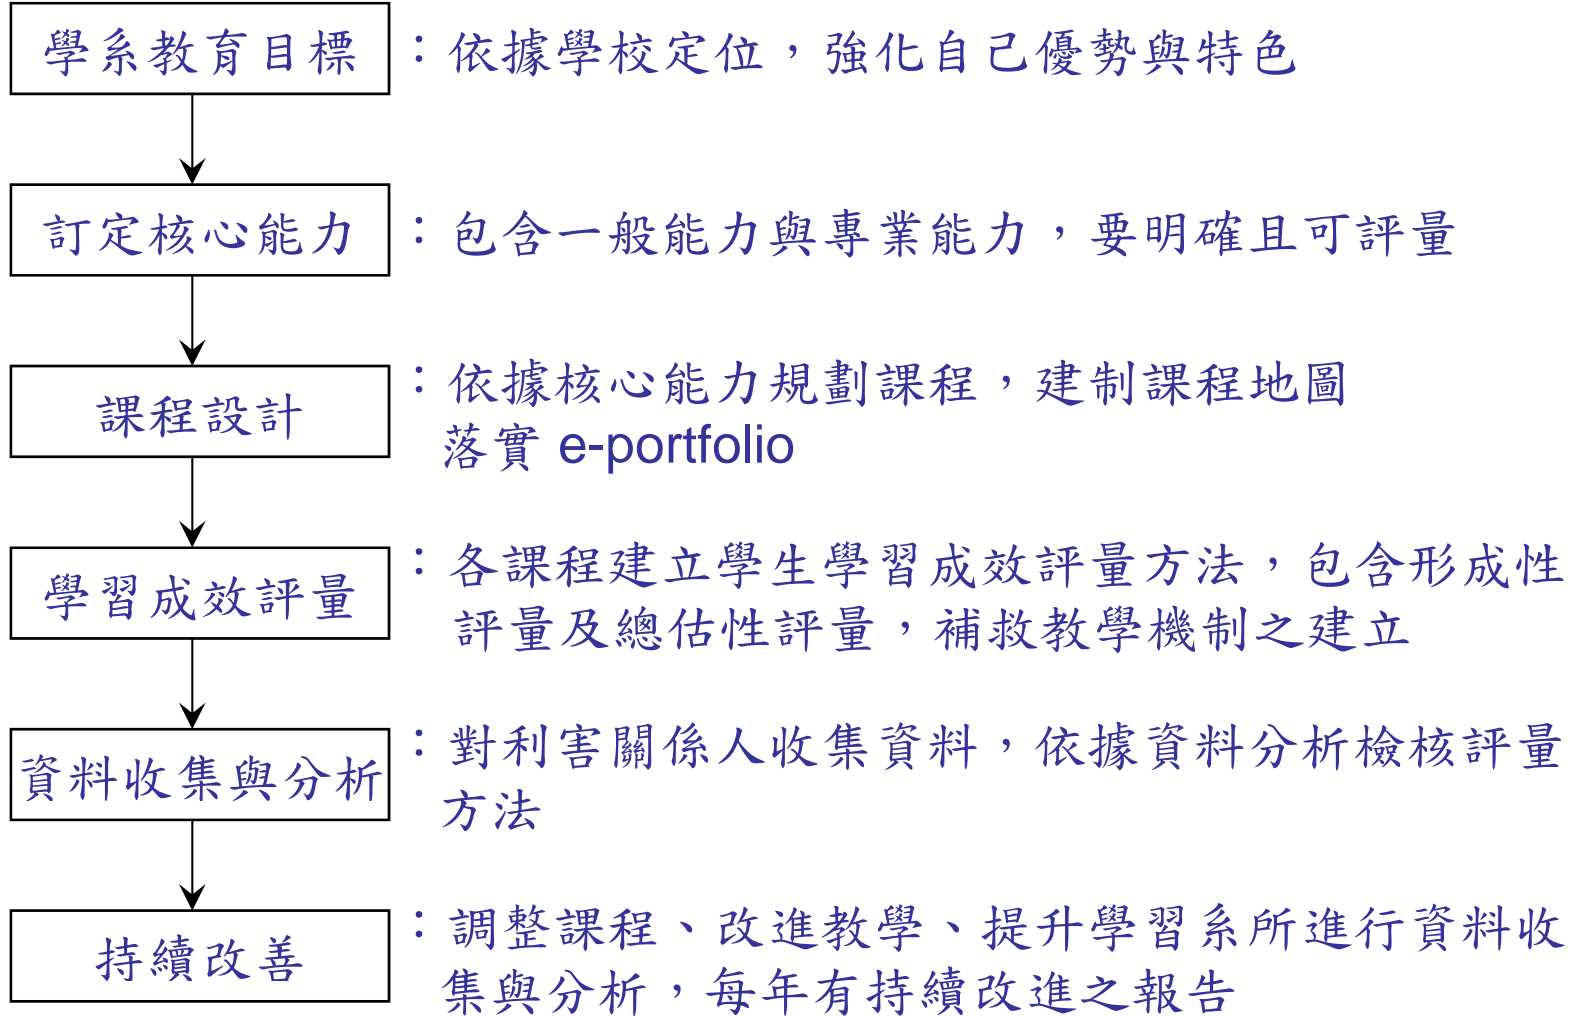 學系教育目標：依據學校定位，強化自己優勢與特色
訂定核心能力：包含一般能力與專業能力，要明確且可評量
課程設計：依據核心能力規劃課程，建制課程地圖
落實 e-portfolio
學習成效評量：各課程建立學生學習成效評量方法，包含形成性
評量及總估性評量，補救教學機制之建立
資料收集與分析：對利害關係人收集資料，依據資料分析檢核評量
方法
持續改善：調整課程、改進教學、提升學習系所進行資料收
集與分析，每年有持續改進之報告